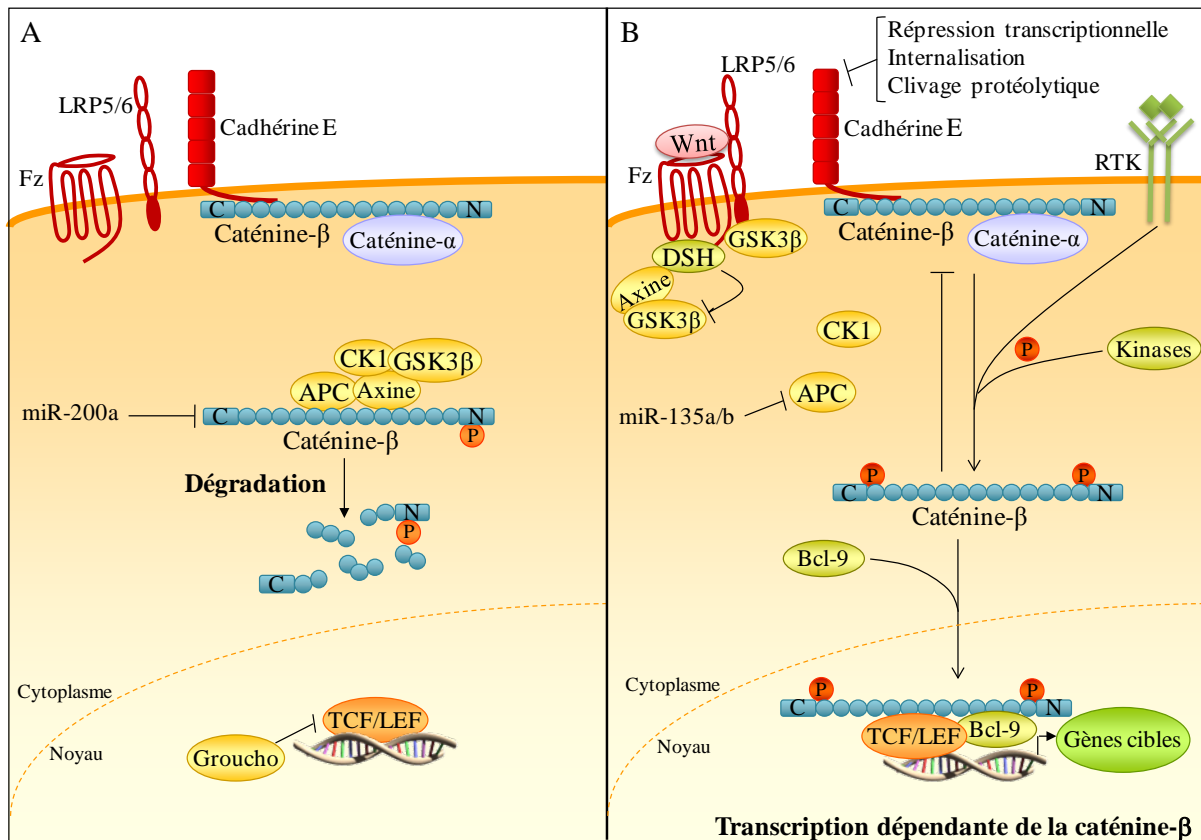 A
LRP5/6
Cadhérine E
Fz
C
N
Caténine-β
Caténine-α
CK1
GSK3β
APC
Axine
miR-200a
C
N
P
Caténine-β
Dégradation
N
P
C
Cytoplasme
Noyau
TCF/LEF
Groucho
B
Répression transcriptionnelle
Internalisation
Clivage protéolytique
LRP5/6
Cadhérine E
Wnt
RTK
Fz
C
N
Caténine-β
Caténine-α
GSK3β
DSH
Axine
GSK3β
CK1
P
Kinases
miR-135a/b
APC
P
P
C
N
Caténine-β
Bcl-9
Cytoplasme
P
P
C
N
TCF/LEF
Bcl-9
Gènes cibles
Noyau
Transcription dépendante de la caténine-β